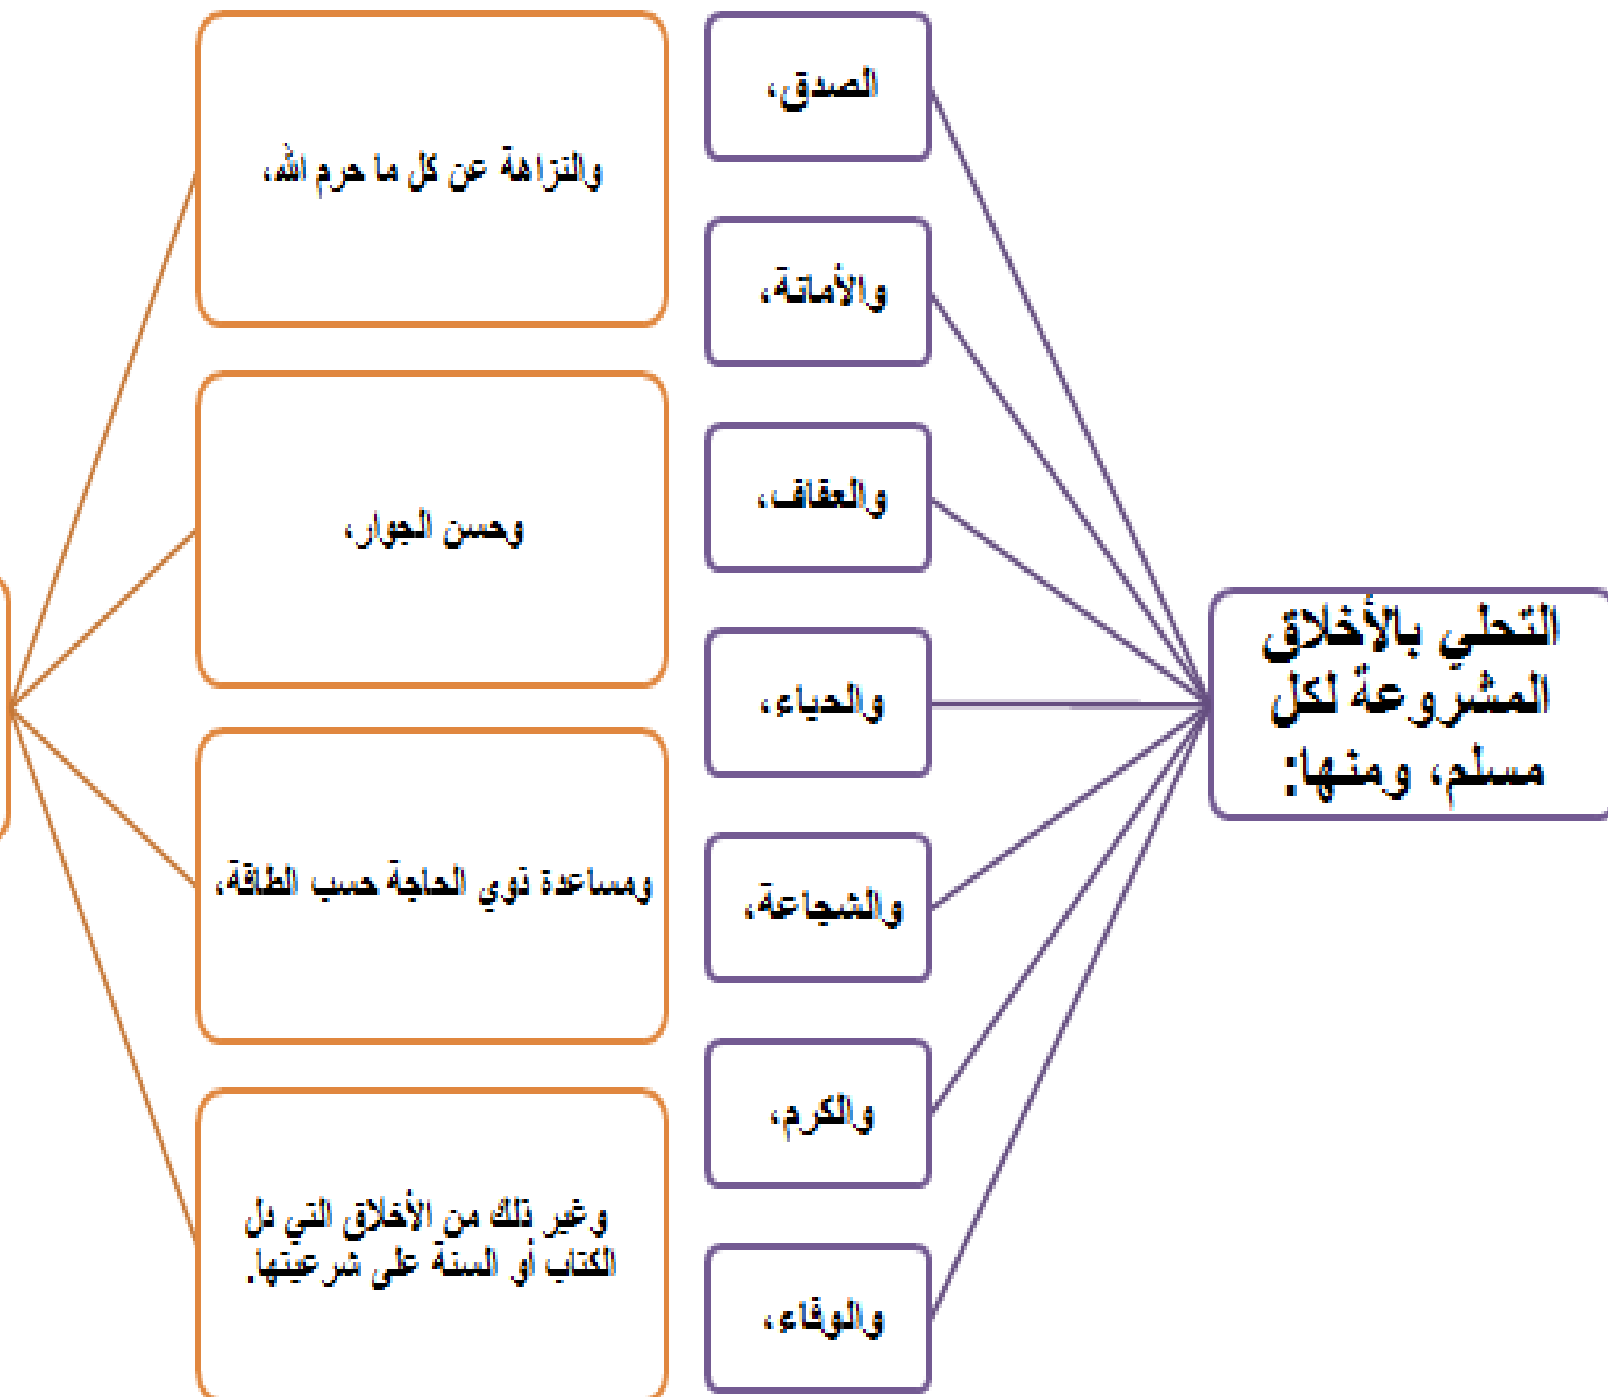 التحلي بالأخلاق
المشروعة لكل
مسلم، ومنها:
الصدق،
والأمانة،
والعفاف،
والحياء،
والشجاعة،
والكرم،
والوفاء،
والنزاهة عن كل ما حرم الله،
وحسن الجوار،
ومساعدة ذوي الحاجة حسب الطاقة،
وغير ذلك من الأخلاق التي دل
الكتاب أو السنة على شرعيتها.